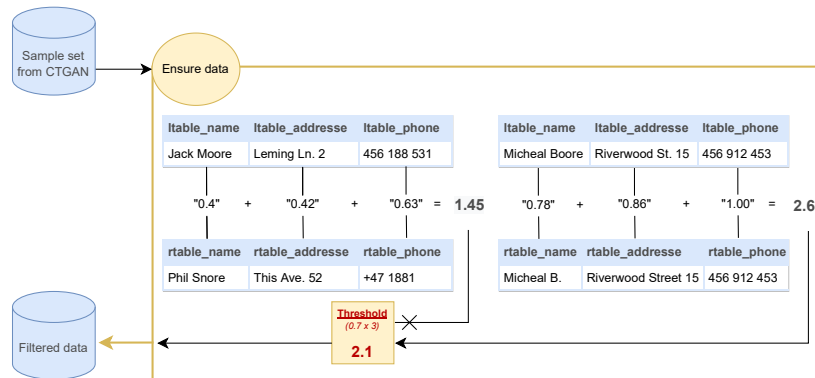 Sample set
from CTGAN
Ensure data
ltable_name ltable_addresse ltable_phone
Jack Moore Leming Ln. 2 456 188 531
"0.4" + "0.42" + "0.63" = 1.45
rtable_name rtable_addresse rtable_phone
Phil Snore This Ave. 52 +47 1881
ltable_name ltable_addresse ltable_phone
Micheal Boore Riverwood St. 15 456 912 453
"0.78" + "0.86" + "1.00" = 2.6
rtable_name rtable_addresse rtable_phone
Micheal B. Riverwood Street 15 456 912 453
Threshold
(0.7 x 3)
2.1
Filtered data